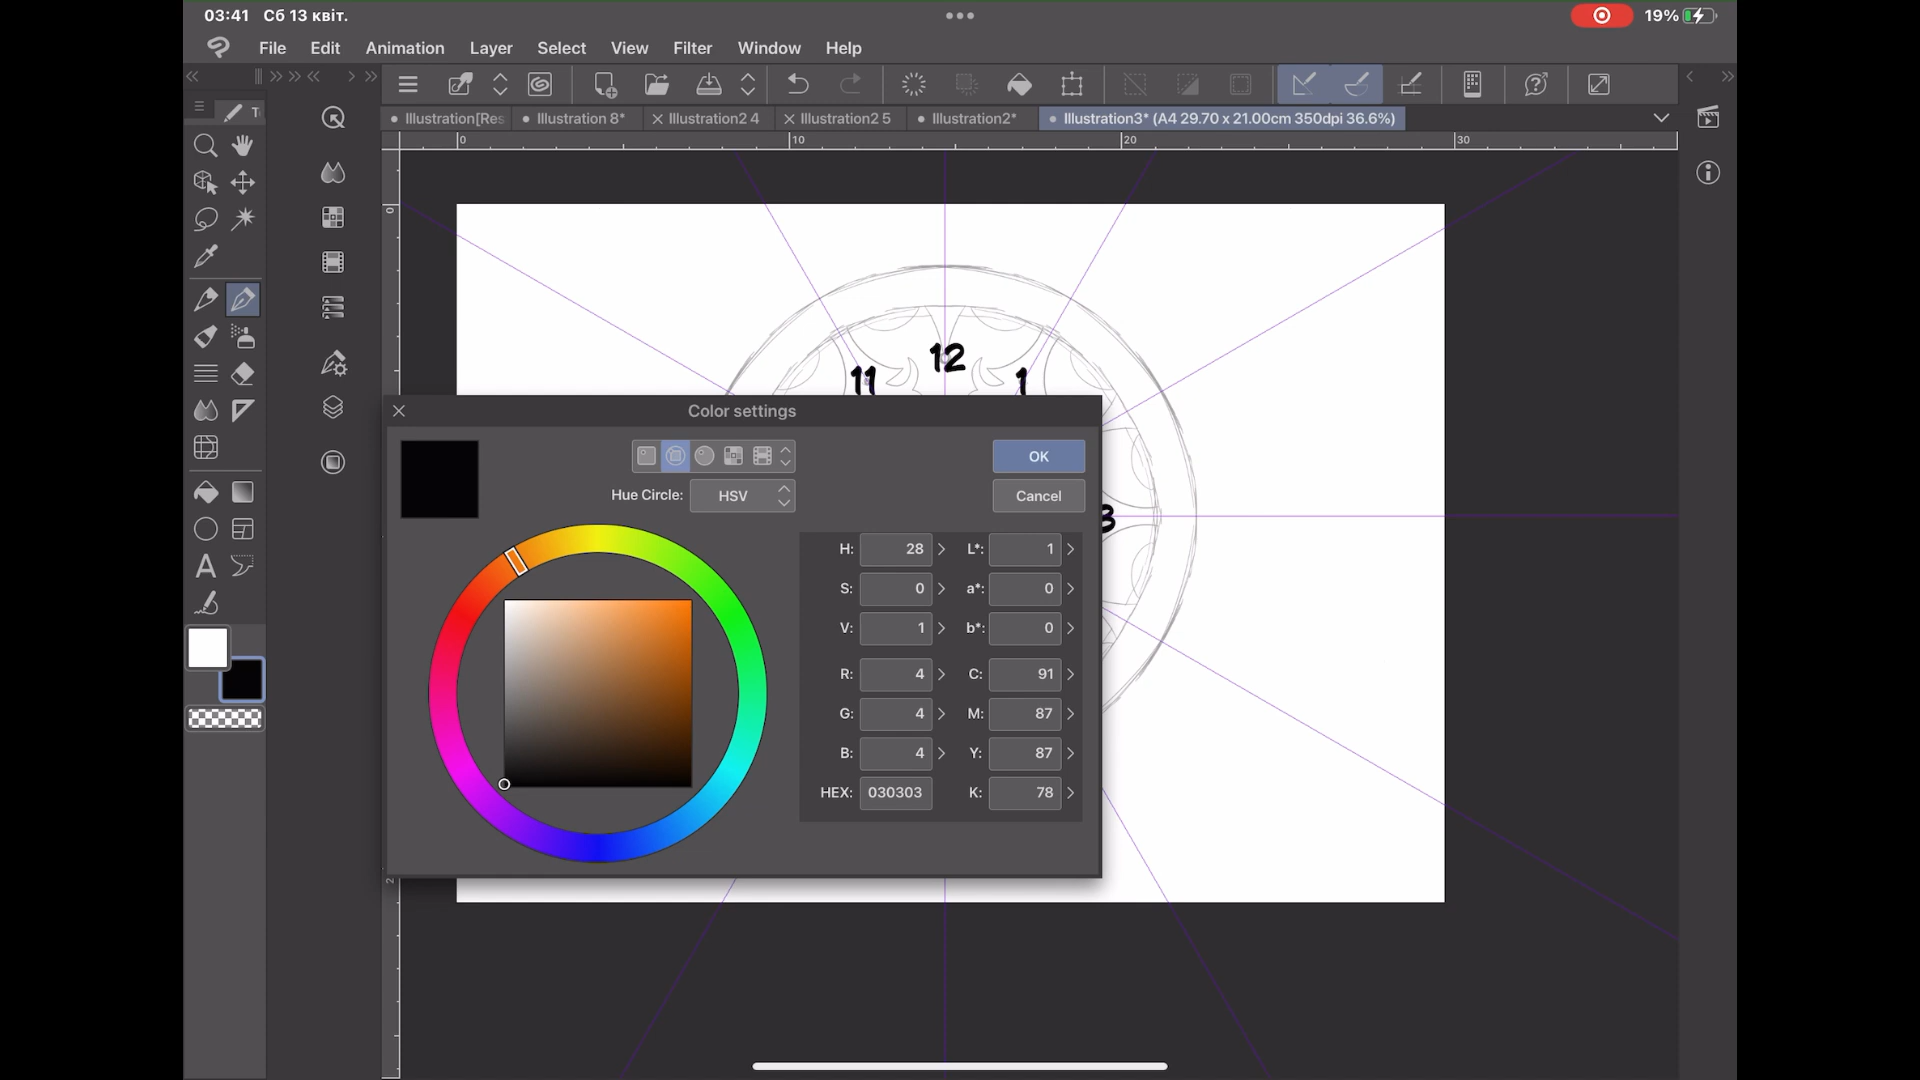 03:41 Сб 13 квіт.
19%
File Edit Animation Layer Select View Filter Window Help
Illustration[Res Illustration 8* Illustration2 4 Illustration2 5 Illustration2* Illustration3* (A4 29.70 x 21.00cm 350dpi 36.6%)
0 10 20 30
0
12
11 1
Color settings
OK
Hue Circle: HSV Cancel
3
H: 28 L*: 1
S: 0 a*: 0
V: 1 b*: 0
R: 4 C: 91
G: 4 M: 87
B: 4 Y: 87
HEX: 030303 K: 78